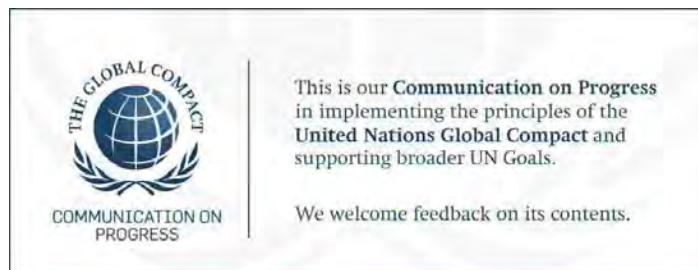 THE GLOBAL COMPACT
COMMUNICATION ON
PROGRESS
This is our Communication on Progress
in implementing the principles of the
United Nations Global Compact and
supporting broader UN Goals.
We welcome feedback on its contents.